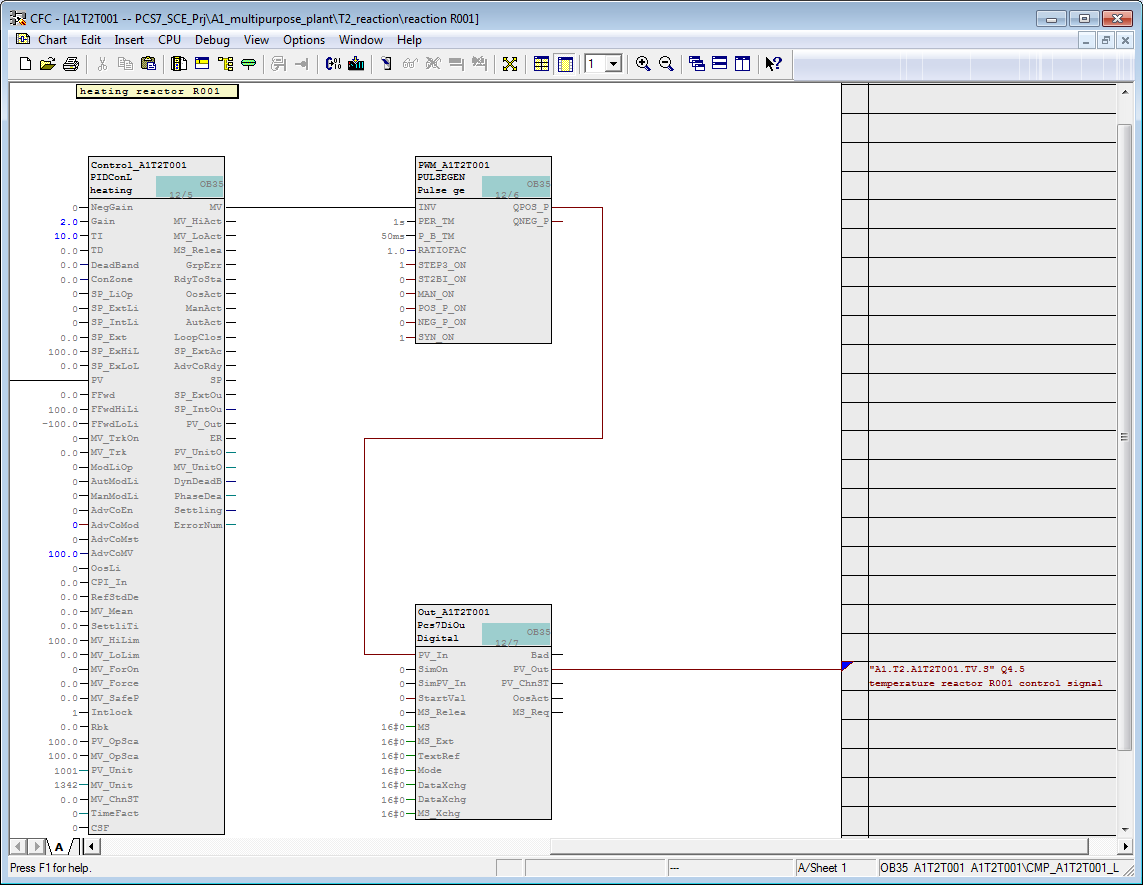 CFC - [A1T2T001 -- PCS7_SCE_Prj\A1_multipurpose_plant\T2_reaction\reaction R001]
Chart Edit Insert CPU Debug View Options Window Help
1
heating reactor R001
Control_A1T2T001
PIDConL
heating
OB35
12/5
0 NegGain MV
2.0 Gain MV_HiAct
10.0 TI MV_LoAct
0.0 TD MS_Relea
0.0 DeadBand GrpErr
0.0 ConZone RdyToSta
0 SP_LiOp OosAct
0 SP_ExtLi ManAct
0 SP_IntLi AutAct
0.0 SP_Ext LoopClos
100.0 SP_ExHiL SP_ExtAc
0.0 SP_ExLoL AdvCoRdy
PV SP
0.0 FFwd SP_ExtOu
100.0 FFwdHiLi SP_IntOu
-100.0 FFwdLoLi PV_Out
0 MV_TrkOn ER
0.0 MV_Trk PV_UnitO
0 ModLiOp MV_UnitO
0 AutModLi DynDeadB
0 ManModLi PhaseDea
0 AdvCoEn Settling
0 AdvCoMod ErrorNum
0 AdvCoMst
100.0 AdvCoMV
0 OosLi
0.0 CPI_In
0.0 RefStdDe
0.0 MV_Mean
0.0 SettliTi
100.0 MV_HiLim
0.0 MV_LoLim
0 MV_ForOn
0.0 MV_Force
0.0 MV_SafeP
1 Intlock
0.0 Rbk
100.0 PV_OpSca
100.0 MV_OpSca
1001 PV_Unit
1342 MV_Unit
0.0 MV_ChnST
0 TimeFact
0 CSF
PWM_A1T2T001
PULSEGEN
Pulse ge
OB35
12/6
INV QPOS_P
1s PER_TM QNEG_P
50ms P_B_TM
1.0 RATIOFAC
1 STEP3_ON
0 ST2BI_ON
0 MAN_ON
0 POS_P_ON
0 NEG_P_ON
1 SYN_ON
Out_A1T2T001
Pcs7DiOu
Digital
OB35
12/7
PV_In Bad
0 SimOn PV_Out
0 SimPV_In PV_ChnST
0 StartVal OosAct
0 MS_Relea MS_Req
16#0 MS
16#0 MS_Ext
16#0 TextRef
16#0 Mode
16#0 DataXchg
16#0 DataXchg
16#0 MS_Xchg
"A1.T2.A1T2T001.TV.S" Q4.5
temperature reactor R001 control signal
A
Press F1 for help.
---
A/Sheet 1
OB35 A1T2T001 A1T2T001\CMP_A1T2T001_L